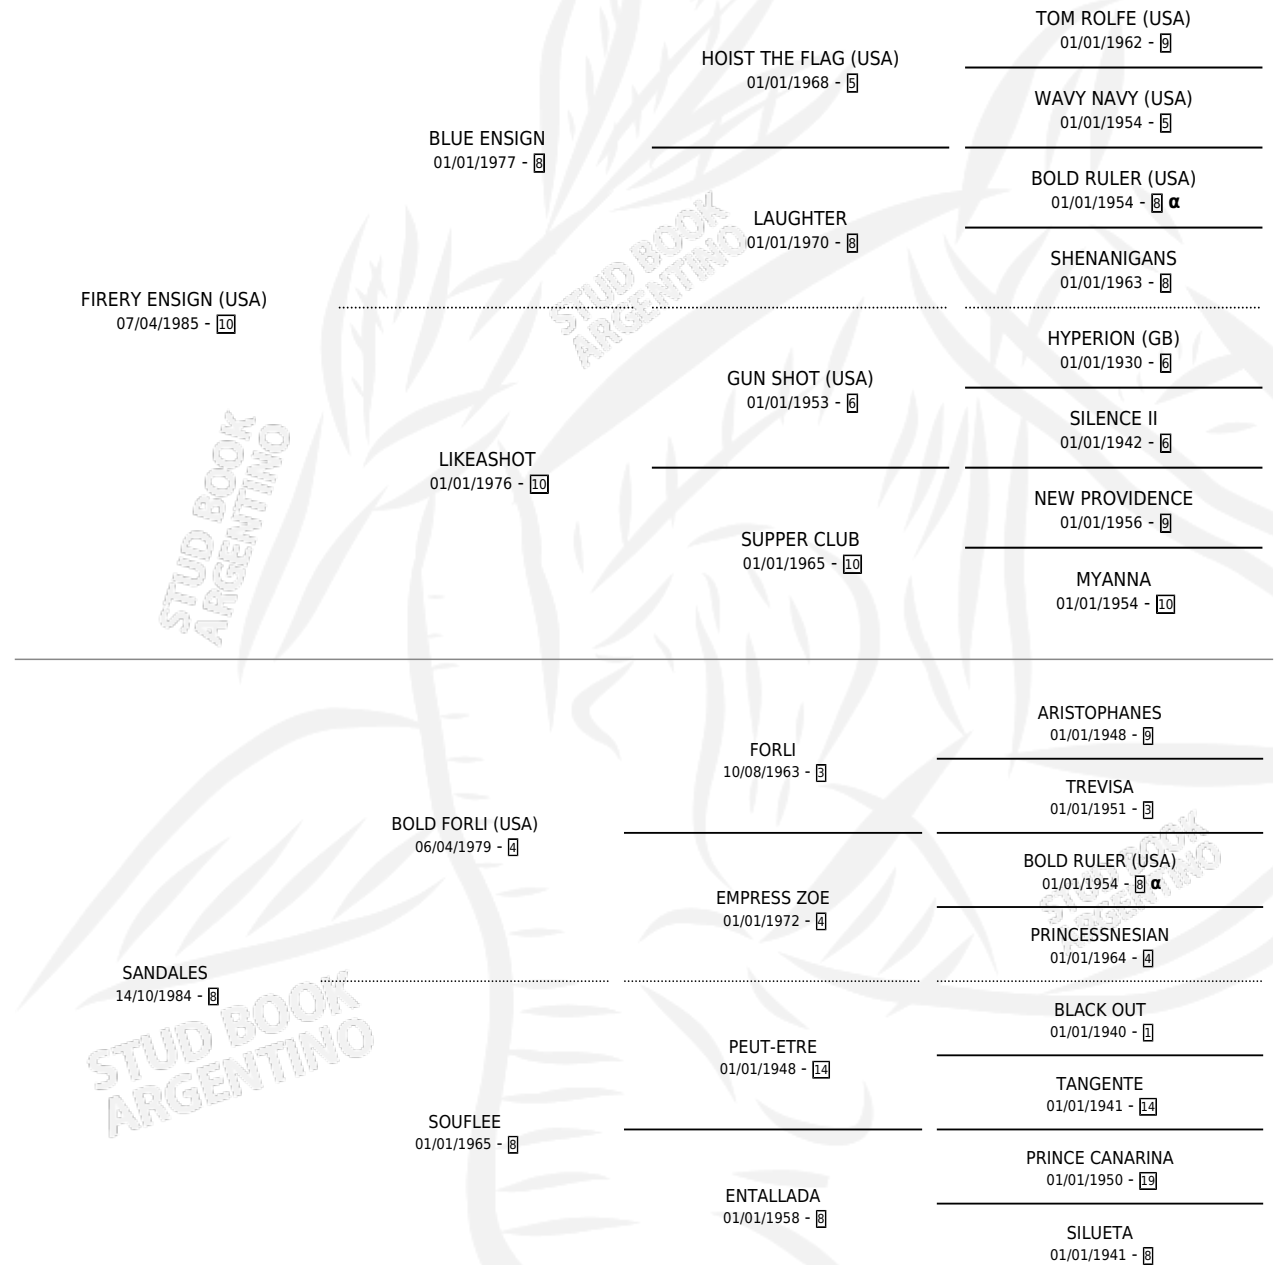 TOM ROLFE (USA)
01/01/1962 - 9
HOIST THE FLAG (USA)
01/01/1968 - 5
WAVY NAVY (USA)
01/01/1954 - 5
BLUE ENSIGN
01/01/1977 - 8
BOLD RULER (USA)
01/01/1954 - 8 α
LAUGHTER
01/01/1970 - 8
SHENANIGANS
01/01/1963 - 8
FIRERY ENSIGN (USA)
07/04/1985 - 10
HYPERION (GB)
01/01/1930 - 6
GUN SHOT (USA)
01/01/1953 - 6
SILENCE II
01/01/1942 - 6
LIKEASHOT
01/01/1976 - 10
NEW PROVIDENCE
01/01/1956 - 9
SUPPER CLUB
01/01/1965 - 10
MYANNA
01/01/1954 - 10
ARISTOPHANES
01/01/1948 - 9
FORLI
10/08/1963 - 3
TREVISA
01/01/1951 - 3
BOLD FORLI (USA)
06/04/1979 - 4
BOLD RULER (USA)
01/01/1954 - 8 α
EMPRESS ZOE
01/01/1972 - 4
PRINCESSNESIAN
01/01/1964 - 4
SANDALES
14/10/1984 - 8
BLACK OUT
01/01/1940 - 1
PEUT-ETRE
01/01/1948 - 14
TANGENTE
01/01/1941 - 14
SOUFLEE
01/01/1965 - 8
PRINCE CANARINA
01/01/1950 - 19
ENTALLADA
01/01/1958 - 8
SILUETA
01/01/1941 - 8
STUD BOOK
ARGENTINO
STUD BOOK
ARGENTINO
STUD BOOK
ARGENTINO
STUD BOOK
ARGENTINO